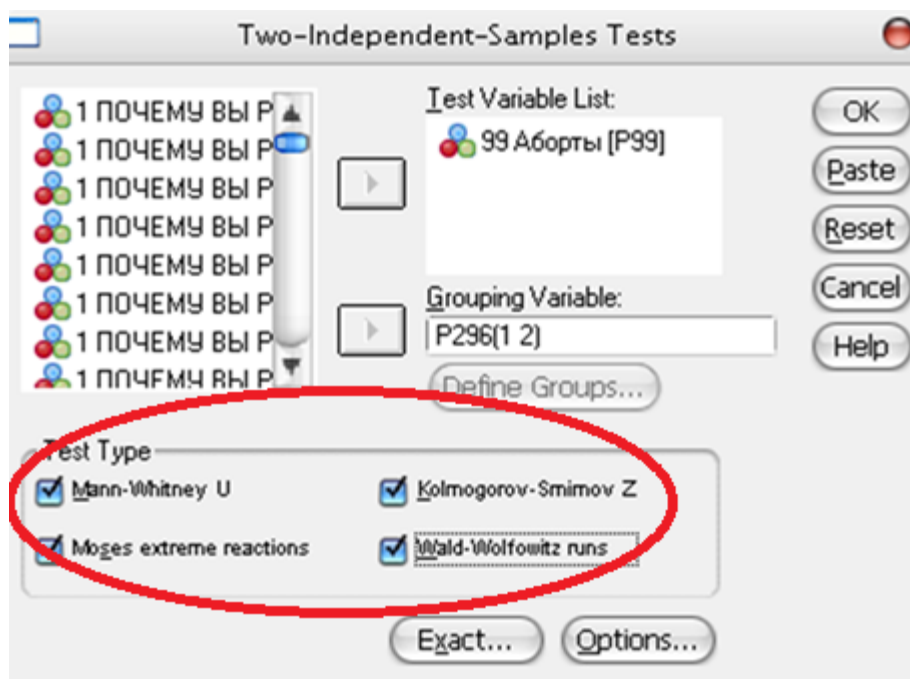 Two-Independent-Samples Tests
1 ПОЧЕМУ ВЫ Р
1 ПОЧЕМУ ВЫ Р
1 ПОЧЕМУ ВЫ Р
1 ПОЧЕМУ ВЫ Р
1 ПОЧЕМУ ВЫ Р
1 ПОЧЕМУ ВЫ Р
1 ПОЧЕМУ ВЫ Р
1 ПОЧЕМУ ВЫ Р
Test Variable List:
99 Аборты [P99]
Grouping Variable:
P296(1 2)
Define Groups...
OK
Paste
Reset
Cancel
Help
Test Type
Mann-Whitney U
Kolmogorov-Smirnov Z
Moses extreme reactions
Wald-Wolfowitz runs
Exact...
Options...